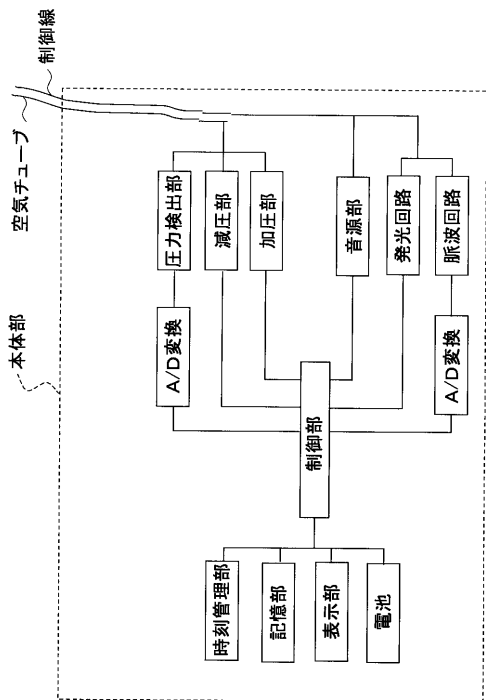 本体部
空気チューブ
制御線
圧力検出部
減圧部
加圧部
音源部
発光回路
脈波回路
A/D変換
A/D変換
制御部
時刻管理部
記憶部
表示部
電池